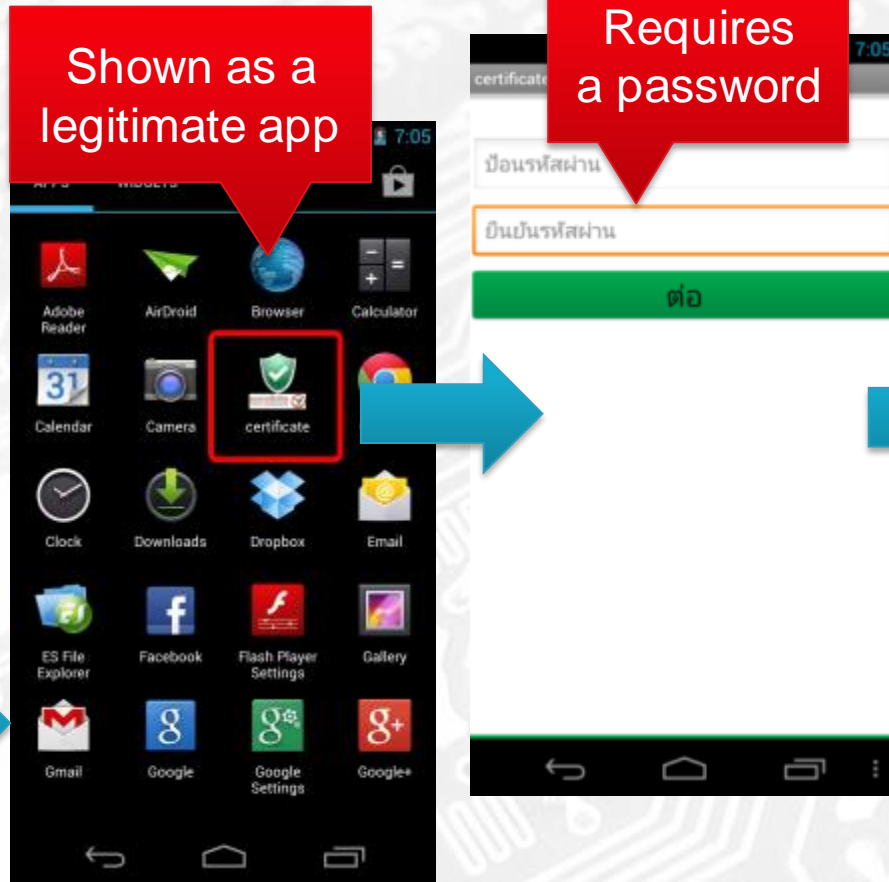 Shown as a
legitimate app
7:05
APPS WIDGETS
Adobe
Reader
AirDroid
Browser
Calculator
31
Calendar
Camera
certificate
Clock
Downloads
Dropbox
Email
ES File
Explorer
Facebook
Flash Player
Settings
Gallery
Gmail
Google
Google
Settings
Google+
Requires
a password
7:05
certificate
ป้อนรหัสผ่าน
ยืนยันรหัสผ่าน
ต่อ